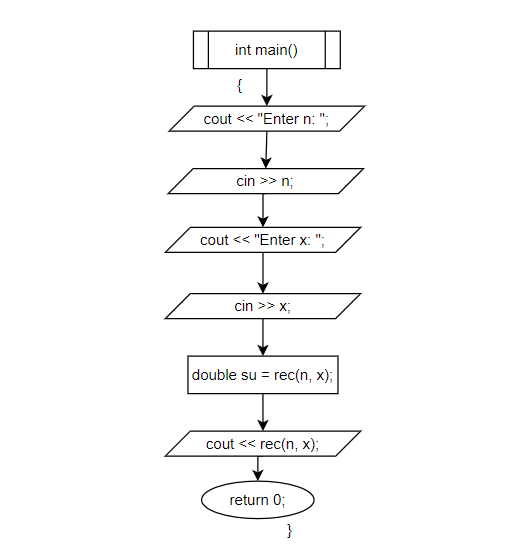 int main()
{
cout << "Enter n: ";
cin >> n;
cout << "Enter x: ";
cin >> x;
double su = rec(n, x);
cout << rec(n, x);
return 0;
}